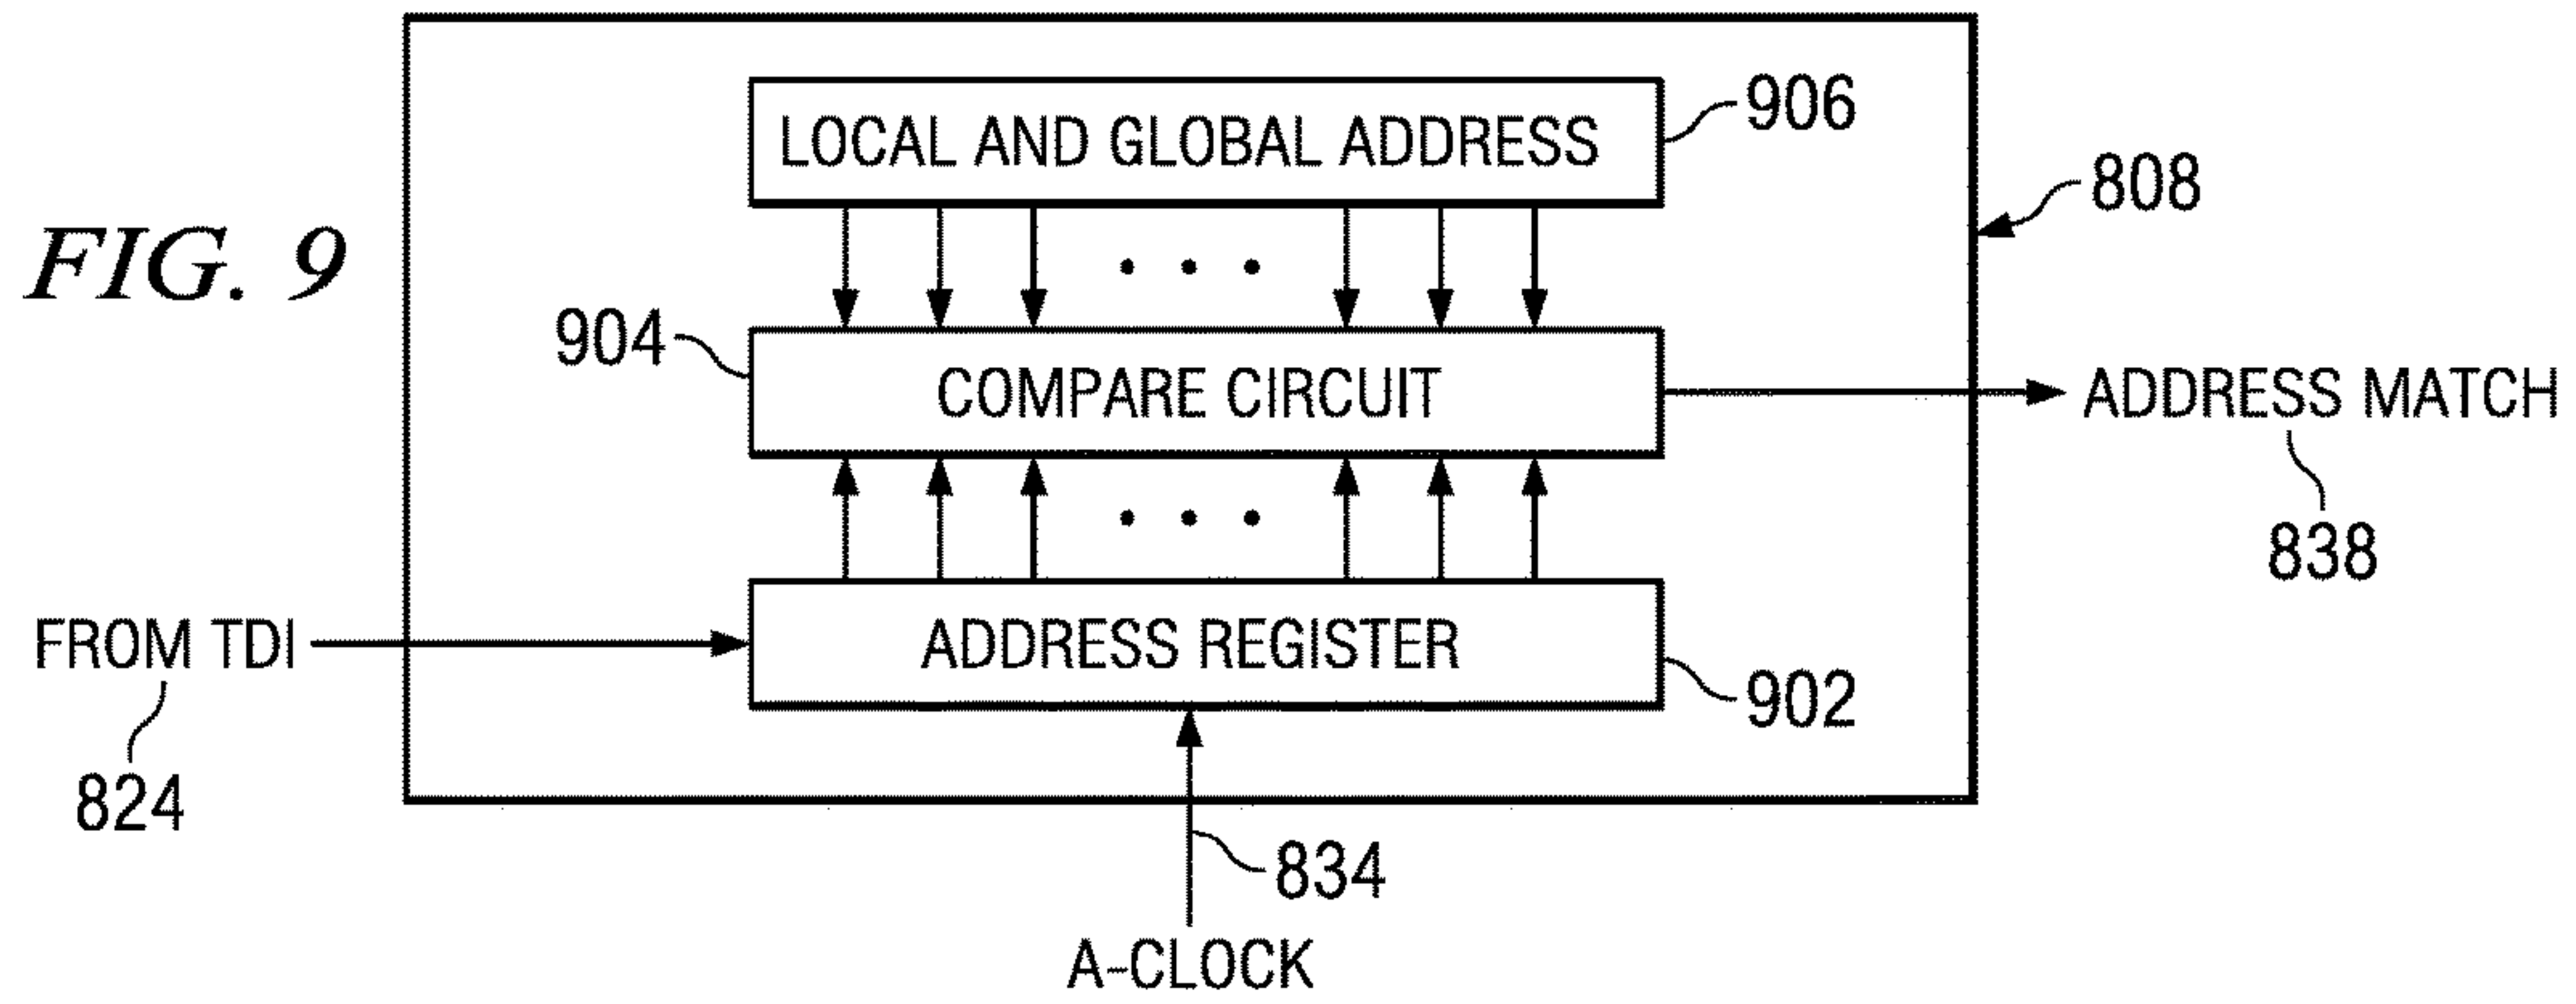 FIG. 9
LOCAL AND GLOBAL ADDRESS
906
808
904
COMPARE CIRCUIT
ADDRESS MATCH
838
FROM TDI
824
ADDRESS REGISTER
902
834
A-CLOCK